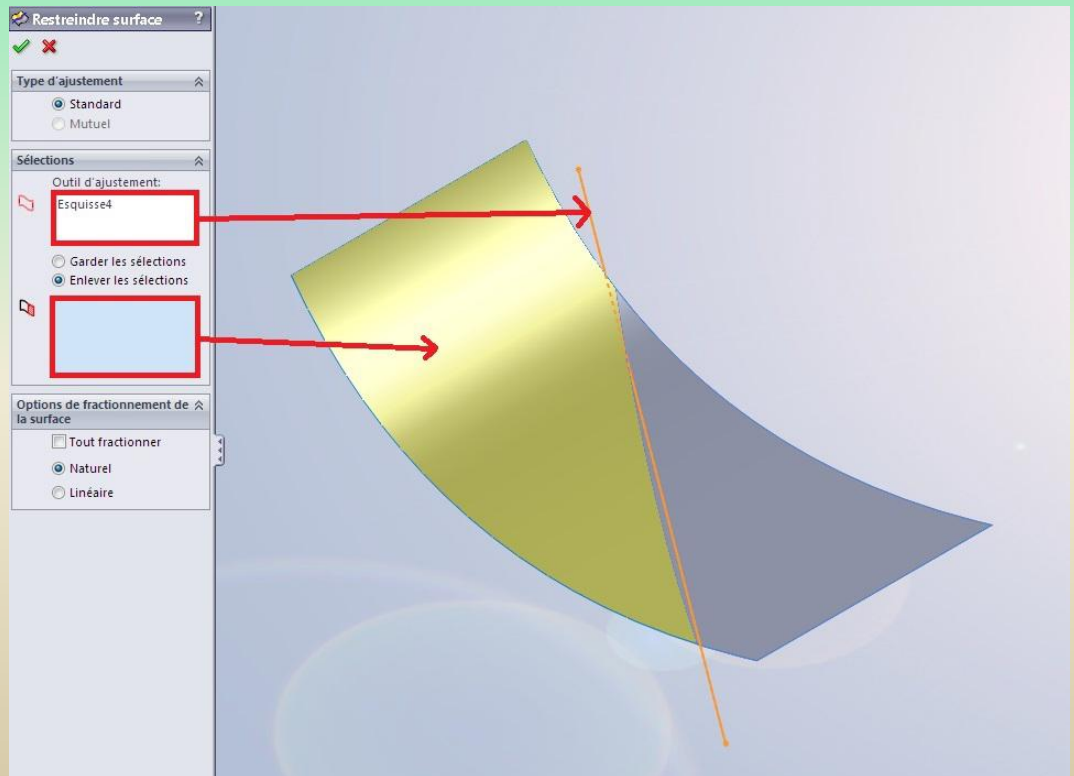 Restreindre surface ?
Type d'ajustement
Standard
Mutuel
Sélections
Outil d'ajustement:
Esquisse4
Garder les sélections
Enlever les sélections
Options de fractionnement de
la surface
Tout fractionner
Naturel
Linéaire